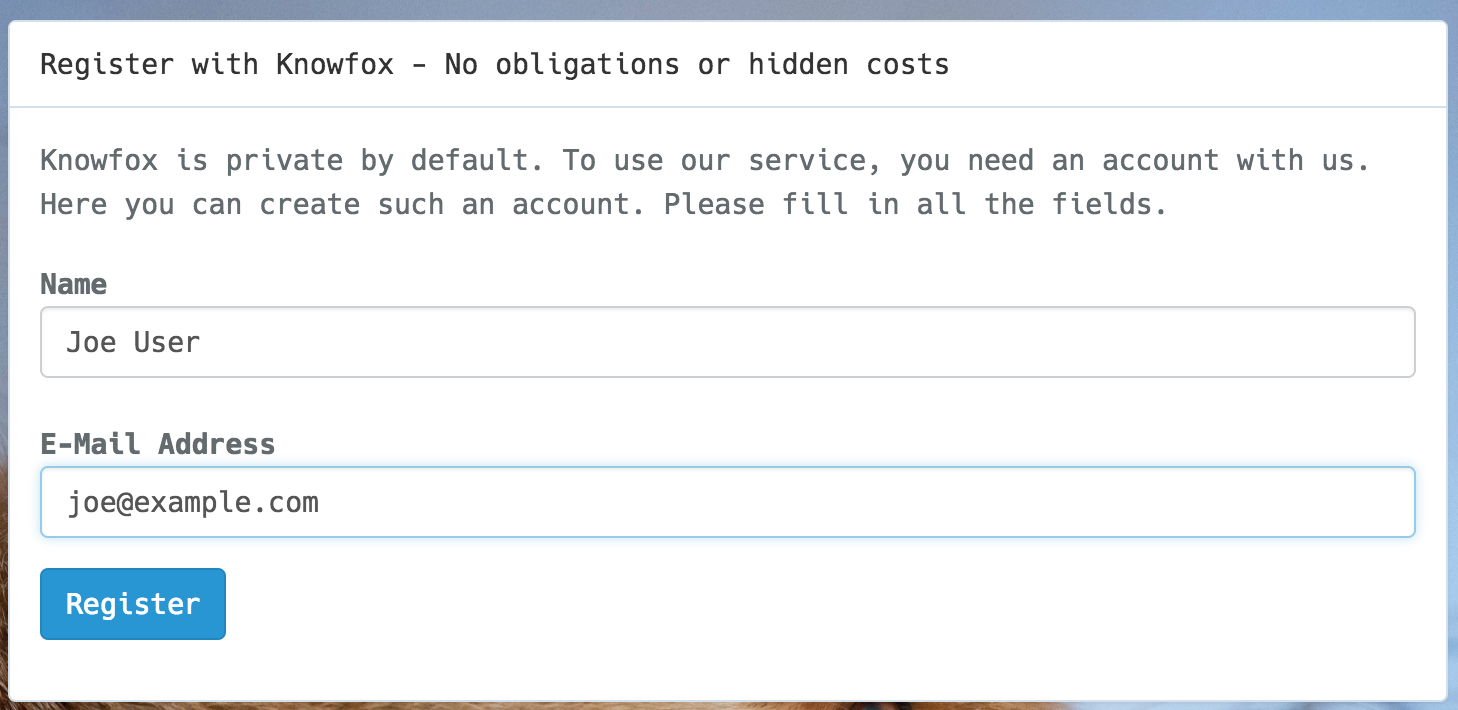 Register with Knowfox - No obligations or hidden costs
Knowfox is private by default. To use our service, you need an account with us.
Here you can create such an account. Please fill in all the fields.
Name
Joe User
E-Mail Address
joe@example.com
Register